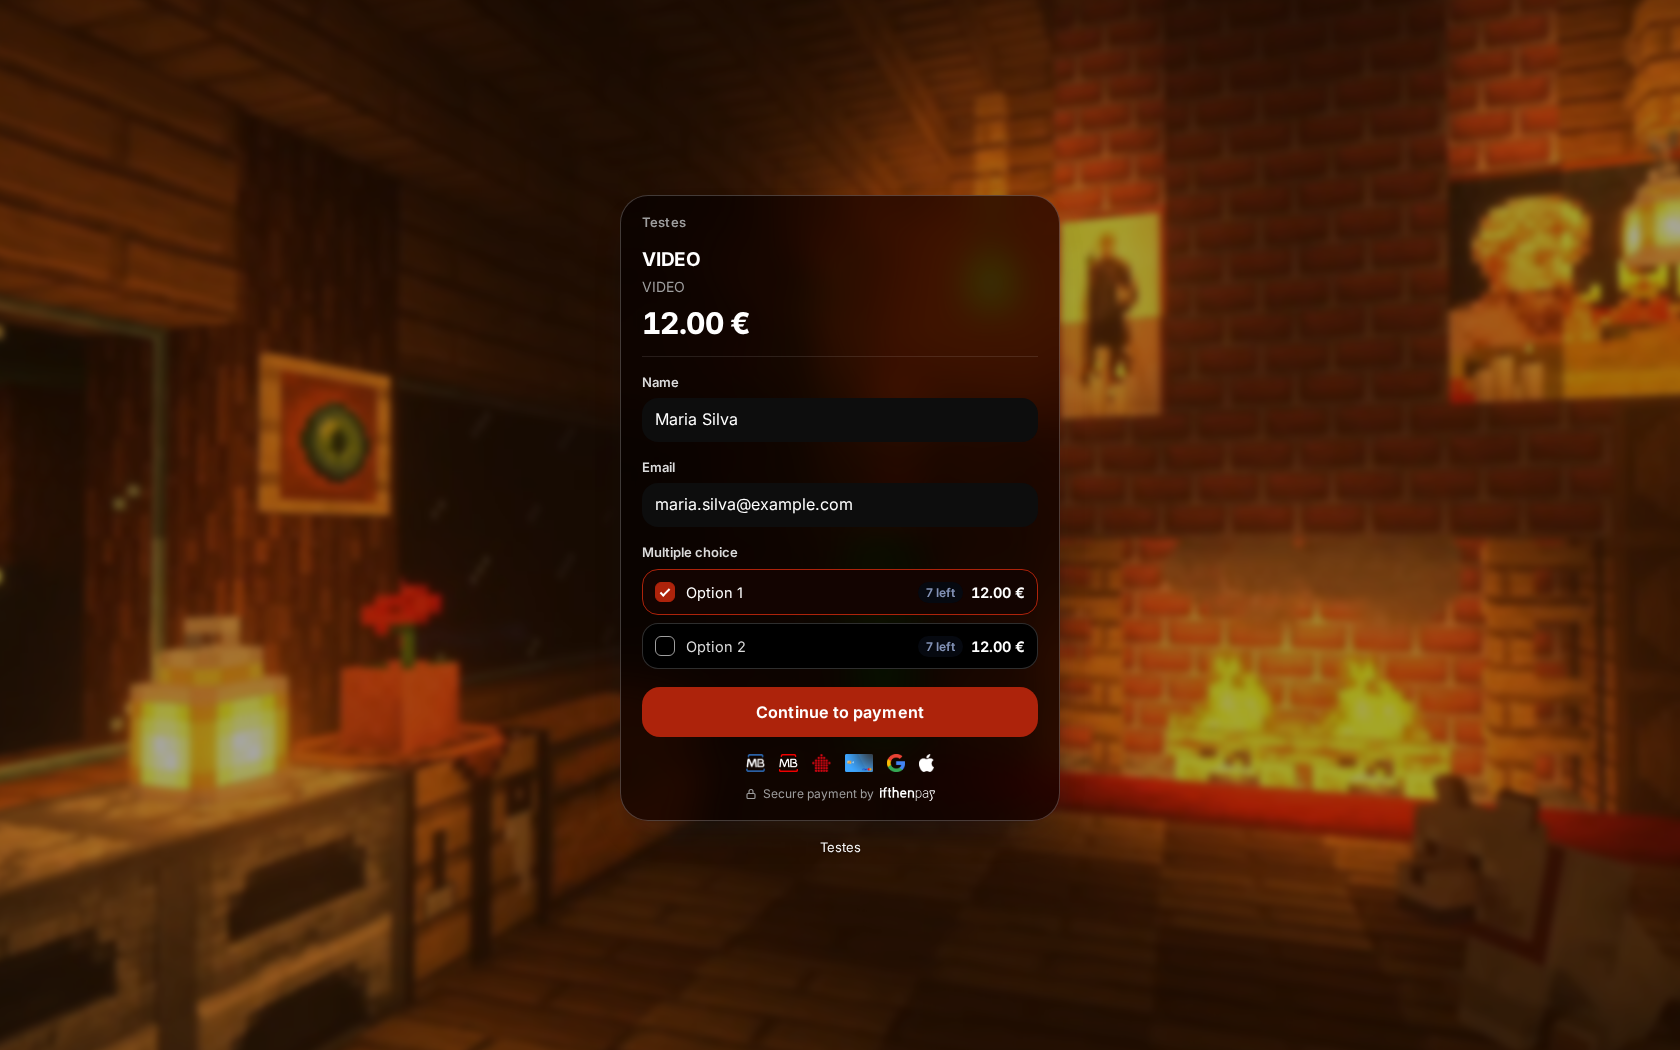 Testes
VIDEO
VIDEO
12.00 €
Name
Maria Silva
Email
maria.silva@example.com
Multiple choice
Option 1 7 left 12.00 €
Option 2 7 left 12.00 €
Continue to payment
MB MB
Secure payment by ifthenpay
Testes